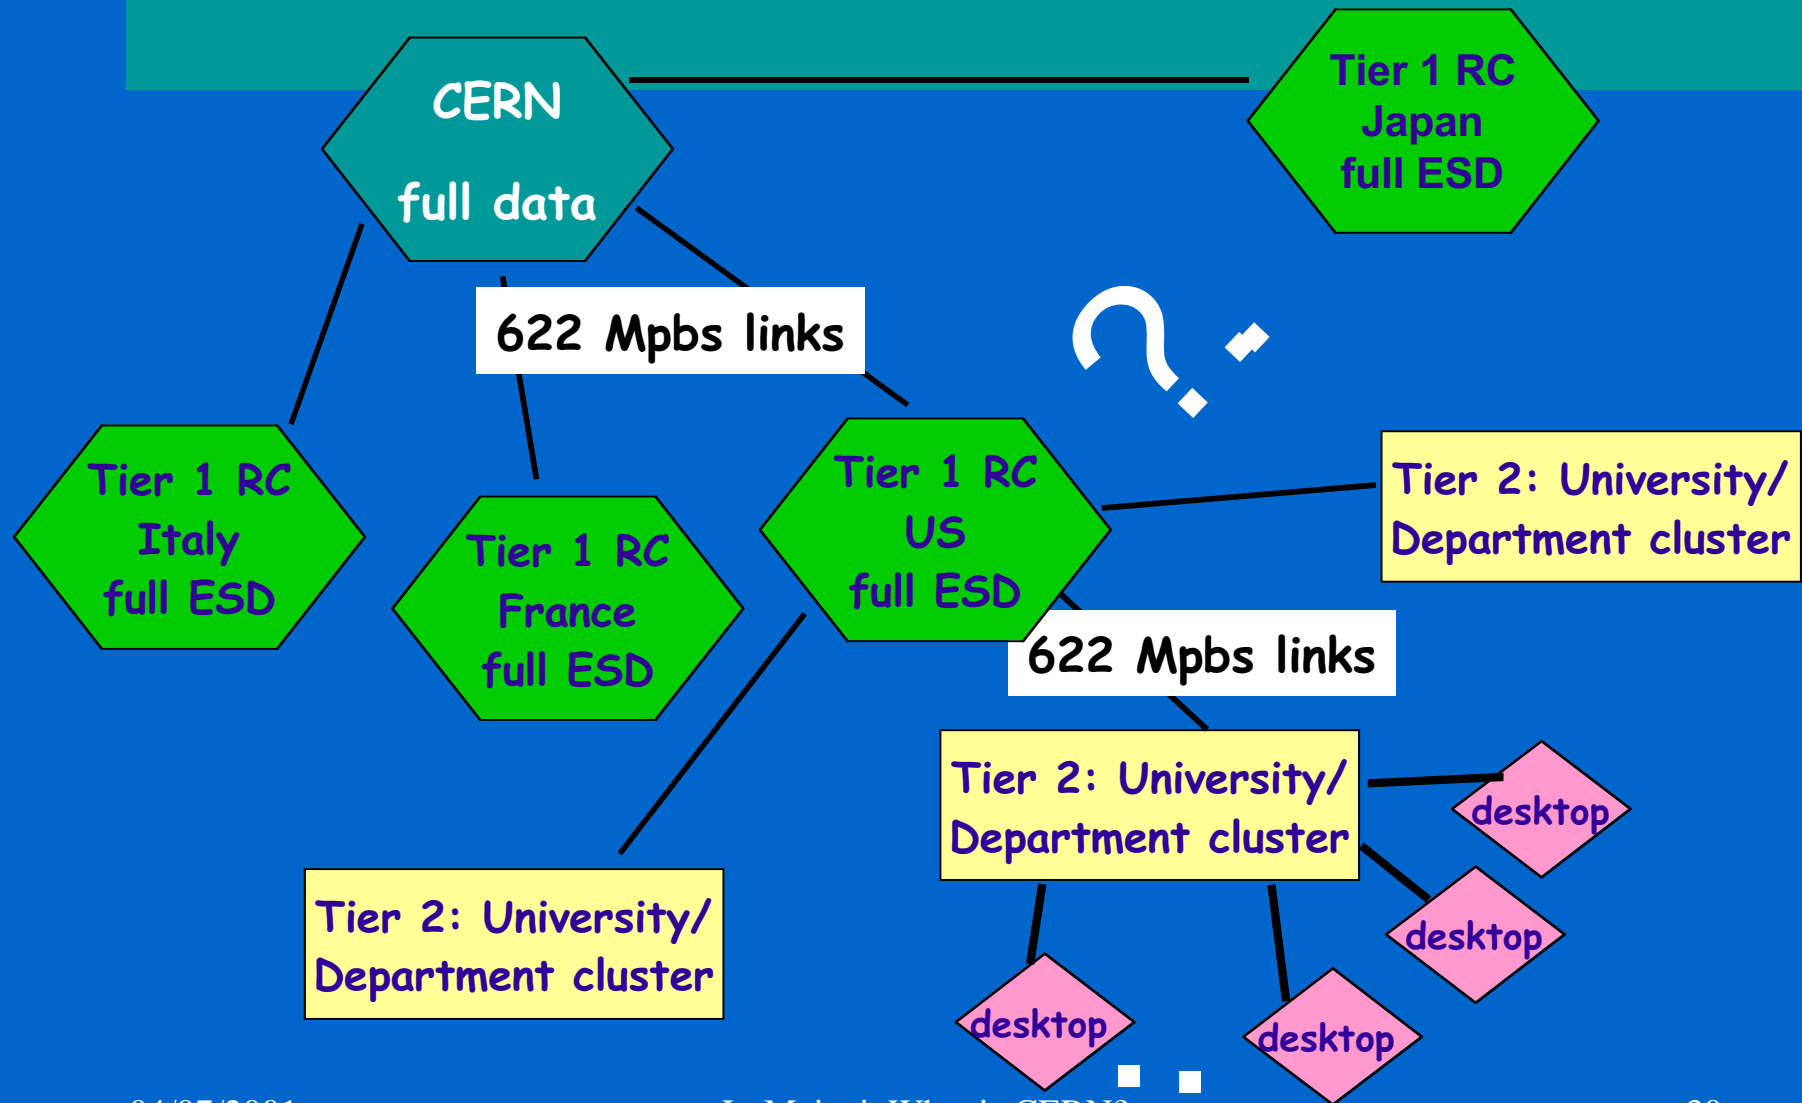 CERN
full data
Tier 1 RC
Japan
full ESD
622 Mpbs links
?
Tier 1 RC
Italy
full ESD
Tier 1 RC
France
full ESD
Tier 1 RC
US
full ESD
Tier 2: University/
Department cluster
622 Mpbs links
Tier 2: University/
Department cluster
Tier 2: University/
Department cluster
desktop
desktop
desktop
desktop
CERN?